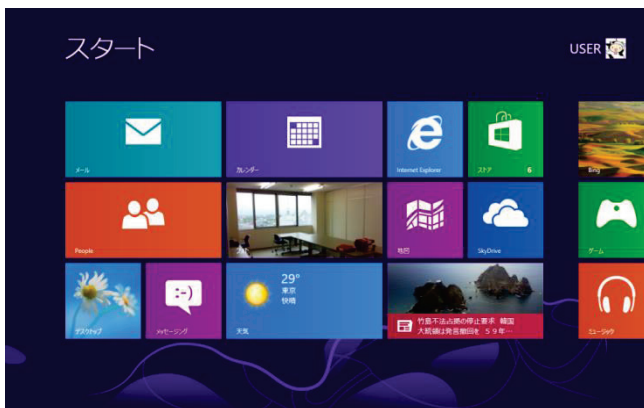 スタート
USER
メール
カレンダー
Internet Explorer
ストア 6
Bing
People
フォト
地図
SkyDrive
ゲーム
デスクトップ
メッセージング
29°
東京
快晴
天気
竹島不法占拠の停止要求 韓国
大統領は発言撤回を 59年…
ミュージック